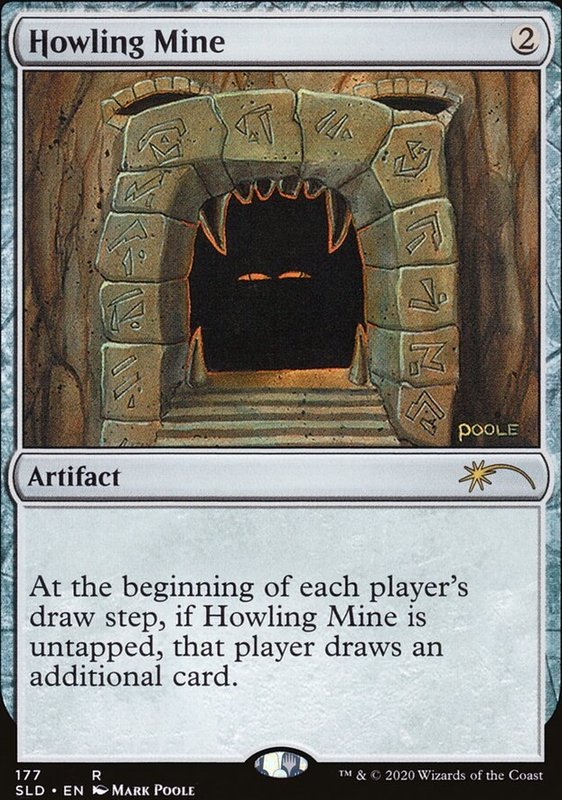 Howling Mine 2
POOLE
Artifact
At the beginning of each player's
draw step, if Howling Mine is
untapped, that player draws an
additional card.
177 R
SLD • EN Mark Poole
™ & © 2020 Wizards of the Coast